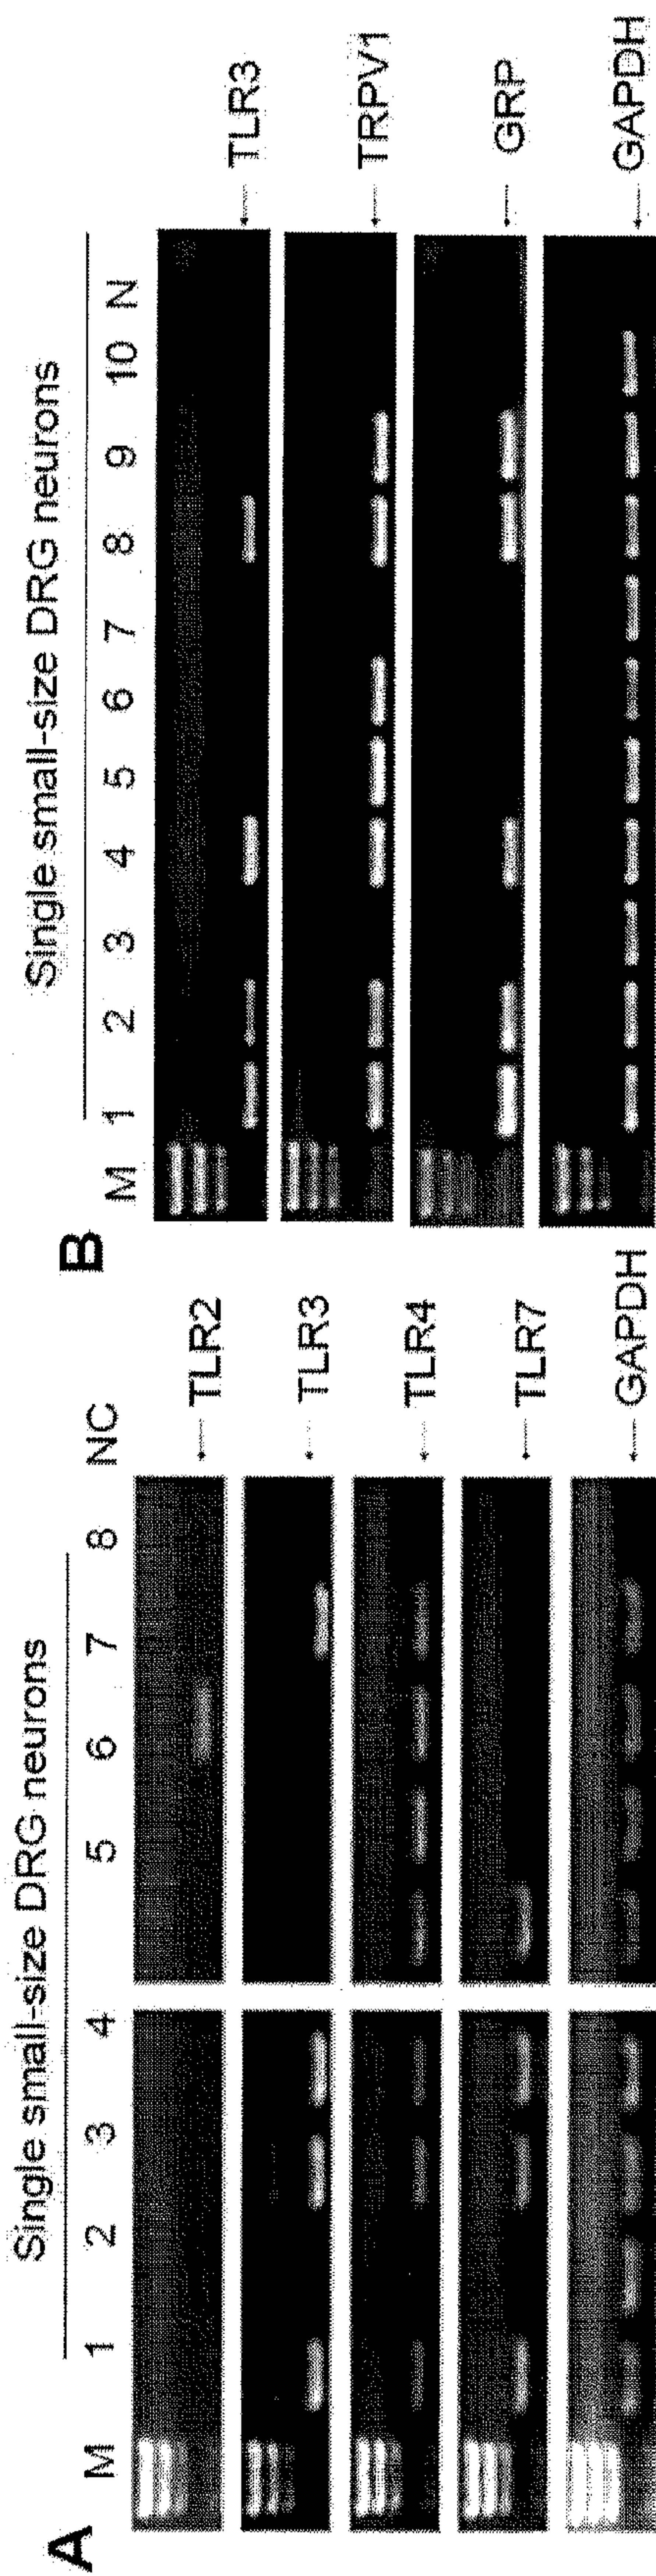 A
Single small-size DRG neurons
M 1 2 3 4 5 6 7 8 NC
TLR2
TLR3
TLR4
TLR7
GAPDH
B
Single small-size DRG neurons
M 1 2 3 4 5 6 7 8 9 10 N
TLR3
TRPV1
GRP
GAPDH